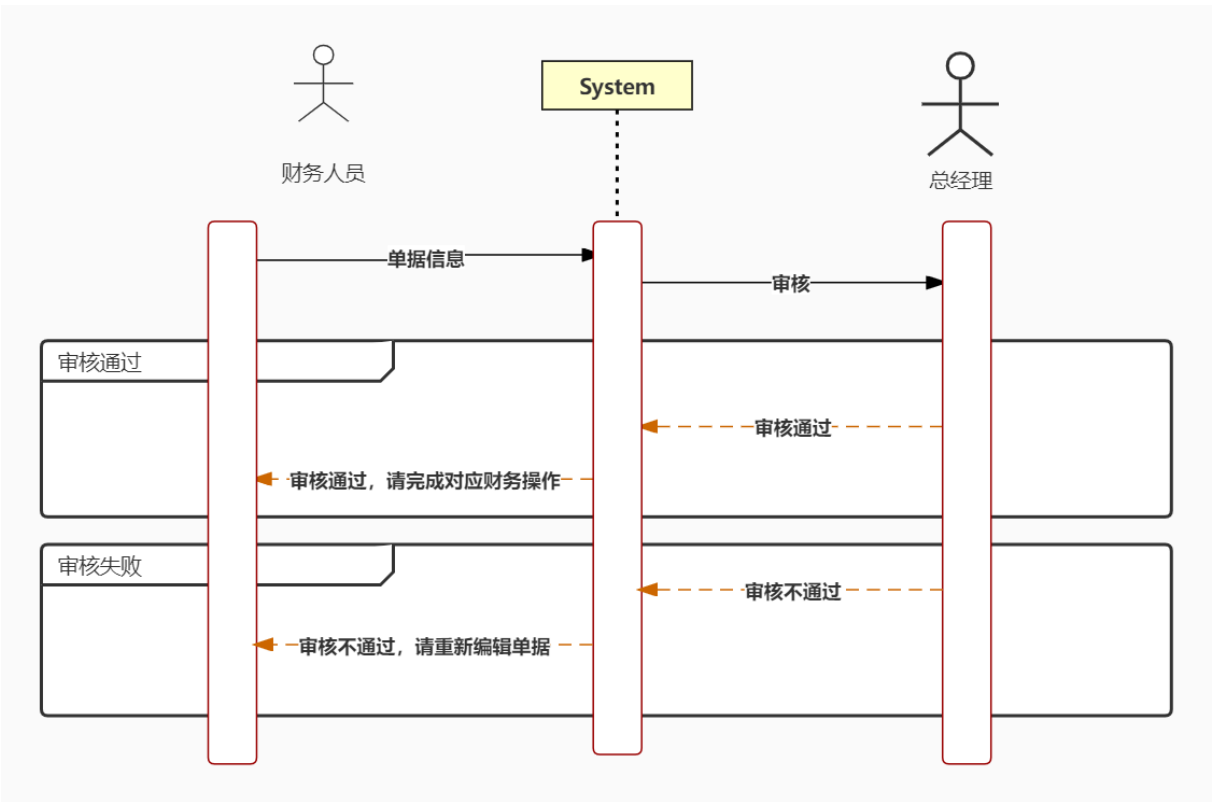 财务人员
System
总经理
单据信息
审核
审核通过
审核通过
审核通过，请完成对应财务操作
审核失败
审核不通过
审核不通过，请重新编辑单据